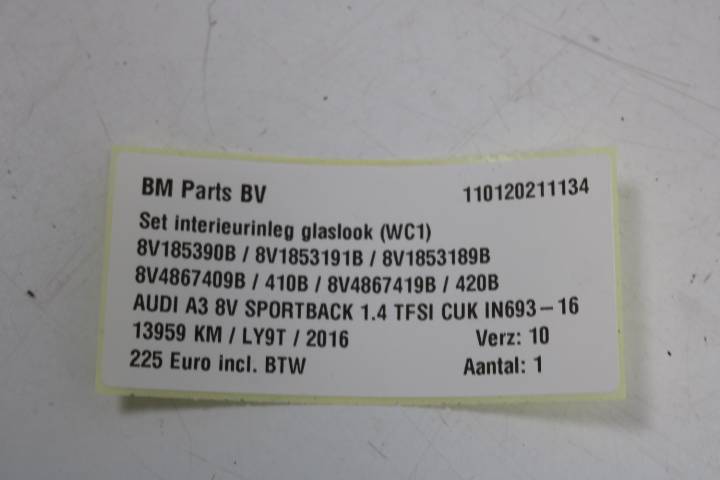 BM Parts BV 110120211134
Set interieurinleg glaslook (WC1)
8V185390B / 8V1853191B / 8V1853189B
8V4867409B / 410B / 8V4867419B / 420B
AUDI A3 8V SPORTBACK 1.4 TFSI CUK IN693-16
13959 KM / LY9T / 2016 Verz: 10
225 Euro incl. BTW Aantal: 1